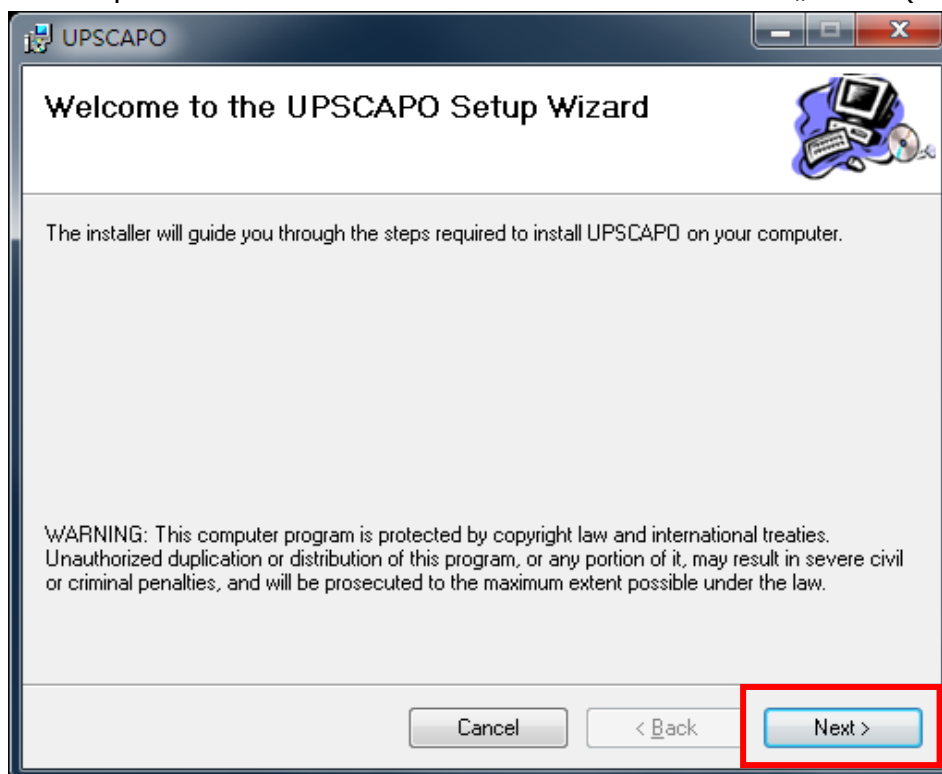 UPSCAPO
Welcome to the UPSCAPO Setup Wizard
The installer will guide you through the steps required to install UPSCAPO on your computer.
WARNING: This computer program is protected by copyright law and international treaties.
Unauthorized duplication or distribution of this program, or any portion of it, may result in severe civil
or criminal penalties, and will be prosecuted to the maximum extent possible under the law.
Cancel
< Back
Next >